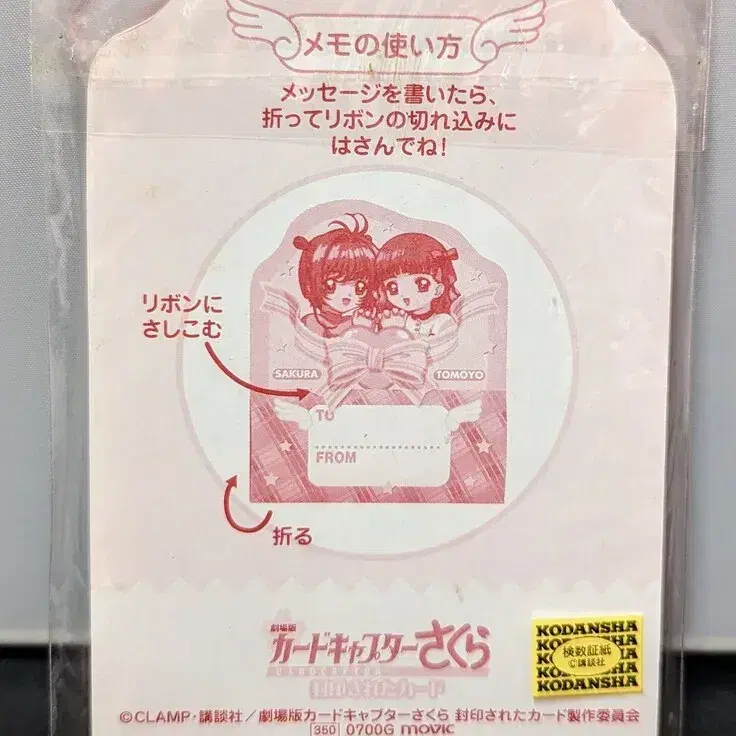 メモの使い方
メッセージを書いたら、
折ってリボンの切れ込みに
はさんでね!
リボンに
さしこむ
SAKURA
TOMOYO
TO
FROM
折る
劇場版
カードキャプターさくら
CARDCAPTER
封印されたカード
KODANSHA
検数証紙
©講談社
KODANSHA
©CLAMP・講談社/劇場版カードキャプターさくら 封印されたカード製作委員会
350 0700G movic